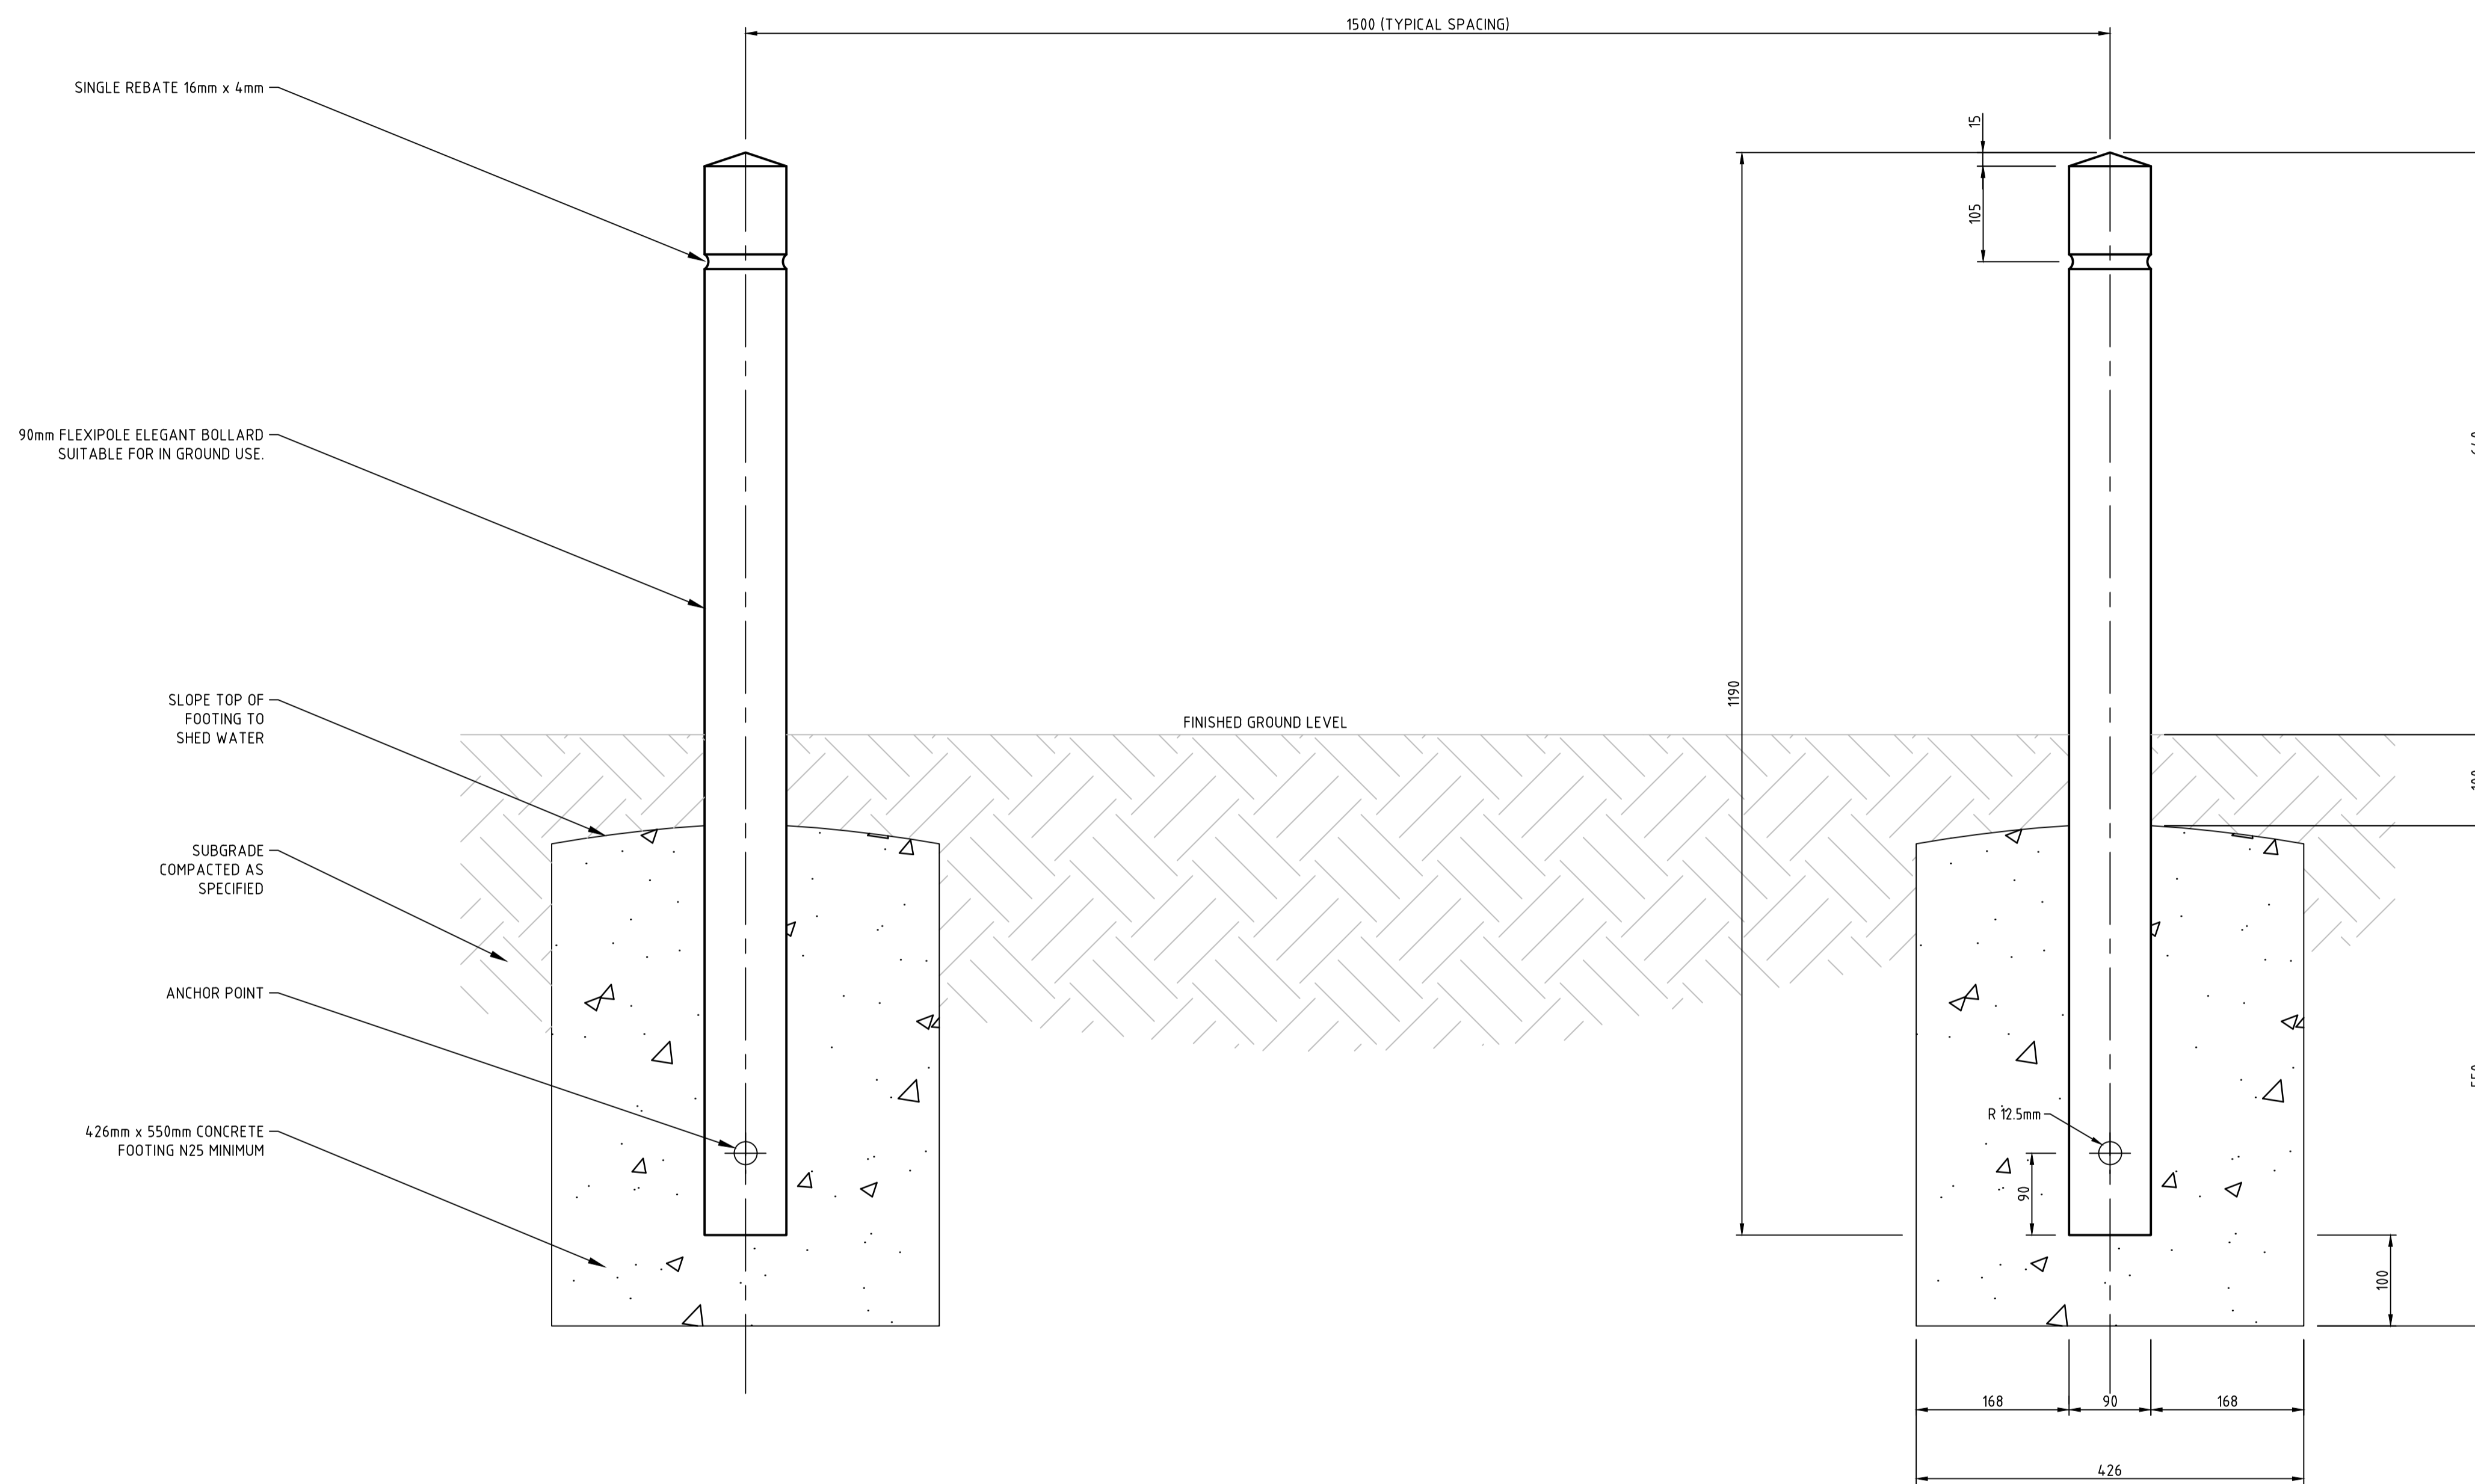 1500 (TYPICAL SPACING)
SINGLE REBATE 16mm x 4mm
15
105
90mm FLEXIPOLE ELEGANT BOLLARD
SUITABLE FOR IN GROUND USE.
1190
SLOPE TOP OF
FOOTING TO
SHED WATER
FINISHED GROUND LEVEL
SUBGRADE
COMPACTED AS
SPECIFIED
ANCHOR POINT
R 12.5mm
426mm x 550mm CONCRETE
FOOTING N25 MINIMUM
90
100
168
90
168
426